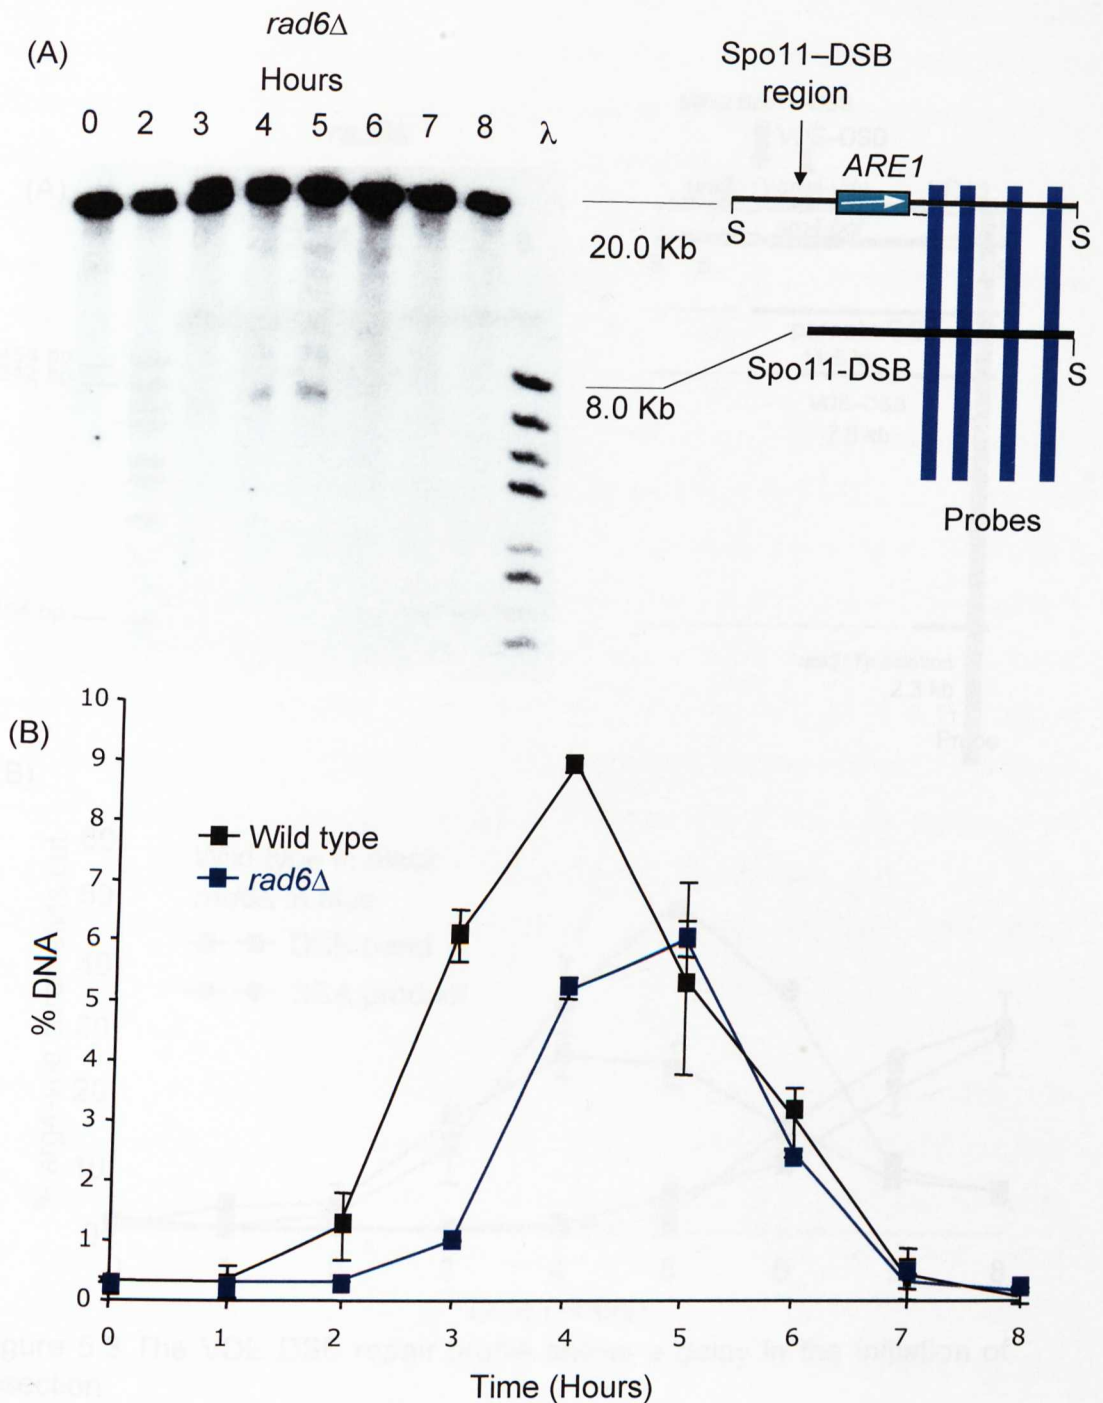 (A)
rad6Δ
Hours
0 2 3 4 5 6 7 8 λ
Spo11–DSB
region
ARE1
S
S
20.0 Kb
Spo11-DSB
S
8.0 Kb
Probes
(B)
10
9
8
7
6
5
4
3
2
1
0
% DNA
Wild type
rad6Δ
0 1 2 3 4 5 6 7 8
Time (Hours)